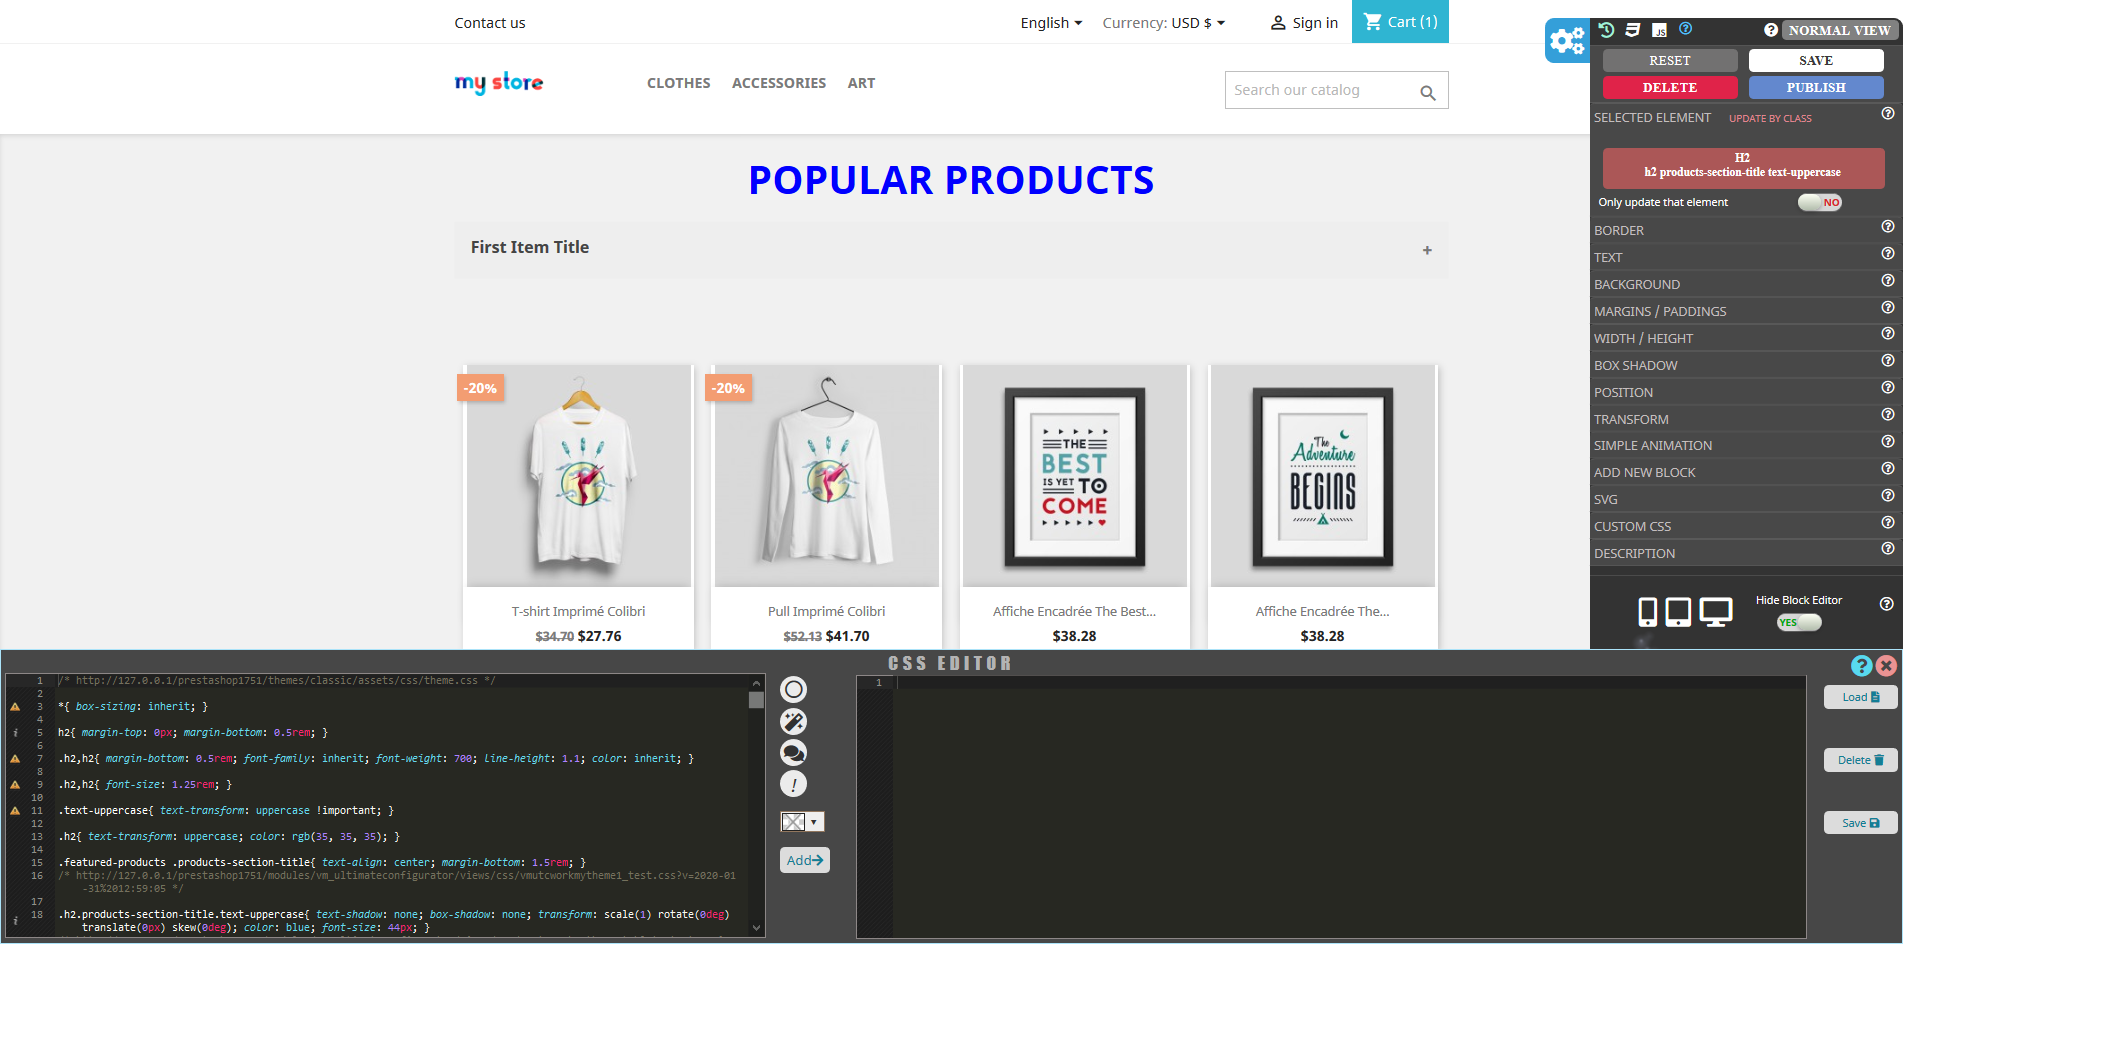 Contact us
English
Currency: USD $
Sign in
Cart (1)
my store
CLOTHES
ACCESSORIES
ART
Search our catalog
POPULAR PRODUCTS
First Item Title
+
-20%
-20%
THE
BEST
IS YET TO
COME
The
Adventure
BEGINS
T-shirt Imprimé Colibri
$34.70 $27.76
Pull Imprimé Colibri
$52.13 $41.70
Affiche Encadrée The Best...
$38.28
Affiche Encadrée The...
$38.28
JS
NORMAL VIEW
RESET
SAVE
DELETE
PUBLISH
SELECTED ELEMENT
UPDATE BY CLASS
H2
h2 products-section-title text-uppercase
Only update that element
NO
BORDER
TEXT
BACKGROUND
MARGINS / PADDINGS
WIDTH / HEIGHT
BOX SHADOW
POSITION
TRANSFORM
SIMPLE ANIMATION
ADD NEW BLOCK
SVG
CUSTOM CSS
DESCRIPTION
Hide Block Editor
YES
CSS EDITOR
1 /* http://127.0.0.1/prestashop1751/themes/classic/assets/css/theme.css */
2
3 *{ box-sizing: inherit; }
4
5 h2{ margin-top: 0px; margin-bottom: 0.5rem; }
6
7 .h2,h2{ margin-bottom: 0.5rem; font-family: inherit; font-weight: 700; line-height: 1.1; color: inherit; }
8
9 .h2,h2{ font-size: 1.25rem; }
10
11 .text-uppercase{ text-transform: uppercase !important; }
12
13 .h2{ text-transform: uppercase; color: rgb(35, 35, 35); }
14
15 .featured-products .products-section-title{ text-align: center; margin-bottom: 1.5rem; }
16 /* http://127.0.0.1/prestashop1751/modules/vm_ultimateconfigurator/views/css/vmutcworkmytheme1_test.css?v=2020-01
-31%2012:59:05 */
17
18 .h2.products-section-title.text-uppercase{ text-shadow: none; box-shadow: none; transform: scale(1) rotate(0deg)
translate(0px) skew(0deg); color: blue; font-size: 44px; }
Add
1
Load
Delete
Save